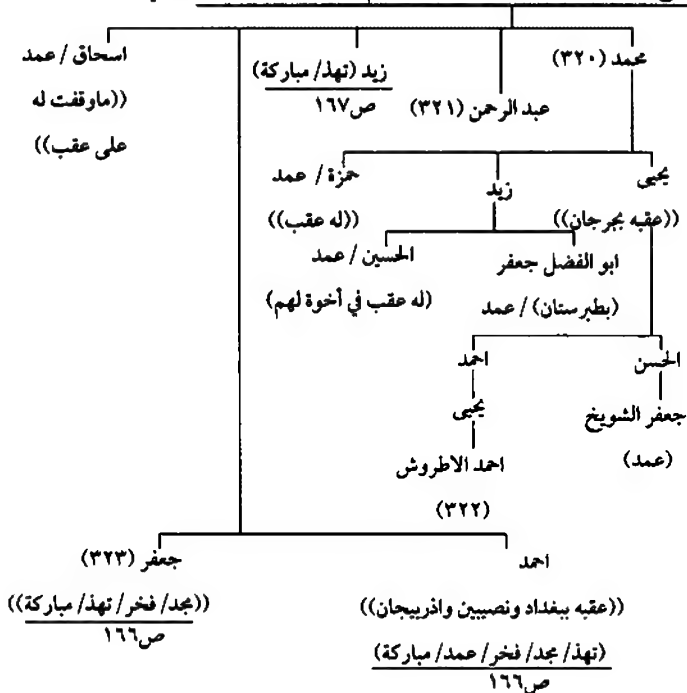 محمد (٣٢٠)
عبد الرحمن (٣٢١)
زيد (تهذ/ مباركة)
ص١٦٧
اسحاق / عمد
((ماوقفت له
على عقب))
يحيى
((عقبه بجرجان))
زيد
حمزة / عمد
((له عقب))
ابو الفضل جعفر
(بطبرستان) / عمد
الحسين / عمد
(له عقب في أخوة لهم)
الحسن
جعفر الشويخ
(عمد)
احمد
يحيى
احمد الاطروش
(٣٢٢)
احمد
((عقبه ببغداد ونصيبين واذربيجان))
(تهذ/ مجد/ فخر/ عمد/ مباركة)
ص١٦٦
جعفر (٣٢٣)
((مجد/ فخر/ تهذ/ مباركة))
ص١٦٦